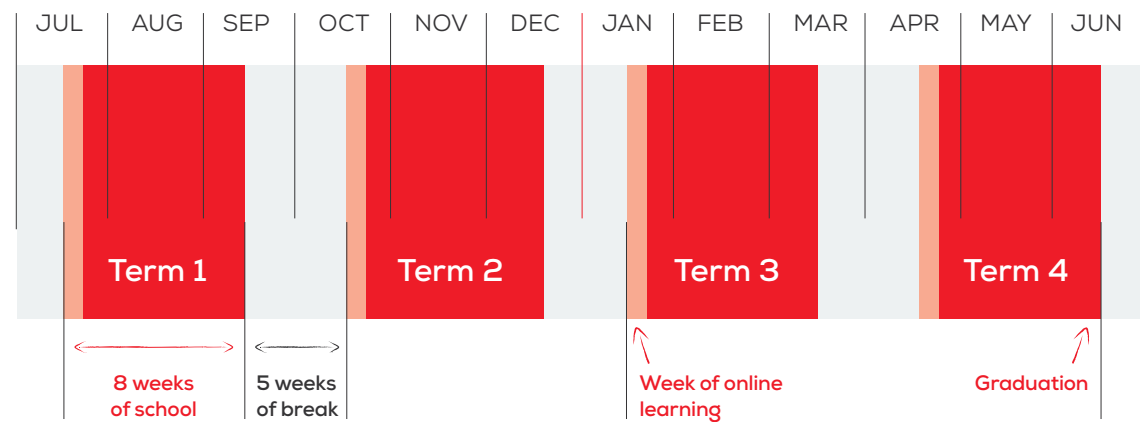 JUL AUG SEP OCT NOV DEC JAN FEB MAR APR MAY JUN
Term 1 Term 2 Term 3 Term 4
8 weeks
of school
5 weeks
of break
Week of online
learning
Graduation